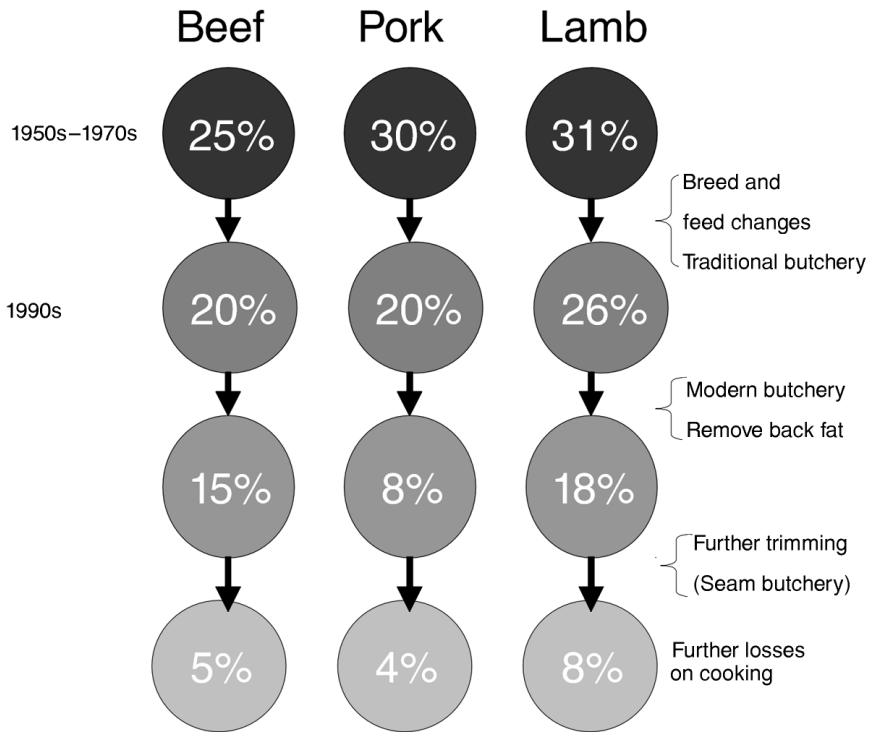 Beef Pork Lamb
1950s–1970s 25% 30% 31%
Breed and
feed changes
Traditional butchery
1990s 20% 20% 26%
Modern butchery
Remove back fat
15% 8% 18%
Further trimming
(Seam butchery)
5% 4% 8%
Further losses
on cooking